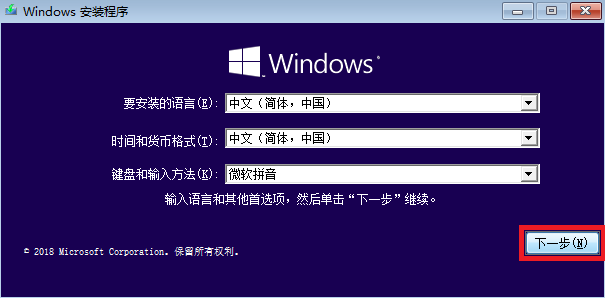 Windows 安装程序
Windows
要安装的语言(E): 中文(简体，中国)
时间和货币格式(T): 中文(简体，中国)
键盘和输入方法(K): 微软拼音
输入语言和其他首选项，然后单击“下一步”继续。
下一步(N)
© 2018 Microsoft Corporation. 保留所有权利。